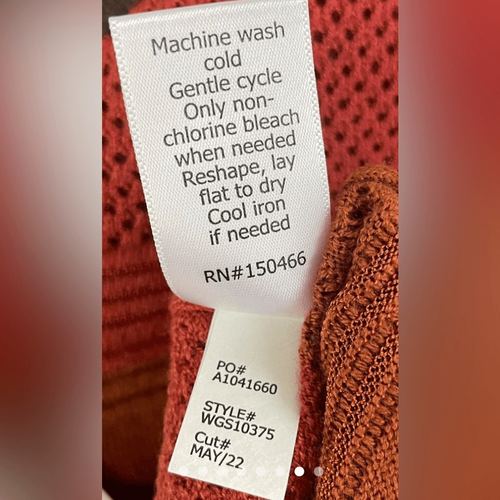 Machine wash
cold
Gentle cycle
Only non-
chlorine bleach
when needed
Reshape, lay
flat to dry
Cool iron
if needed
RN#150466
PO#
A1041660
STYLE#
WGS10375
Cut#
MAY/22